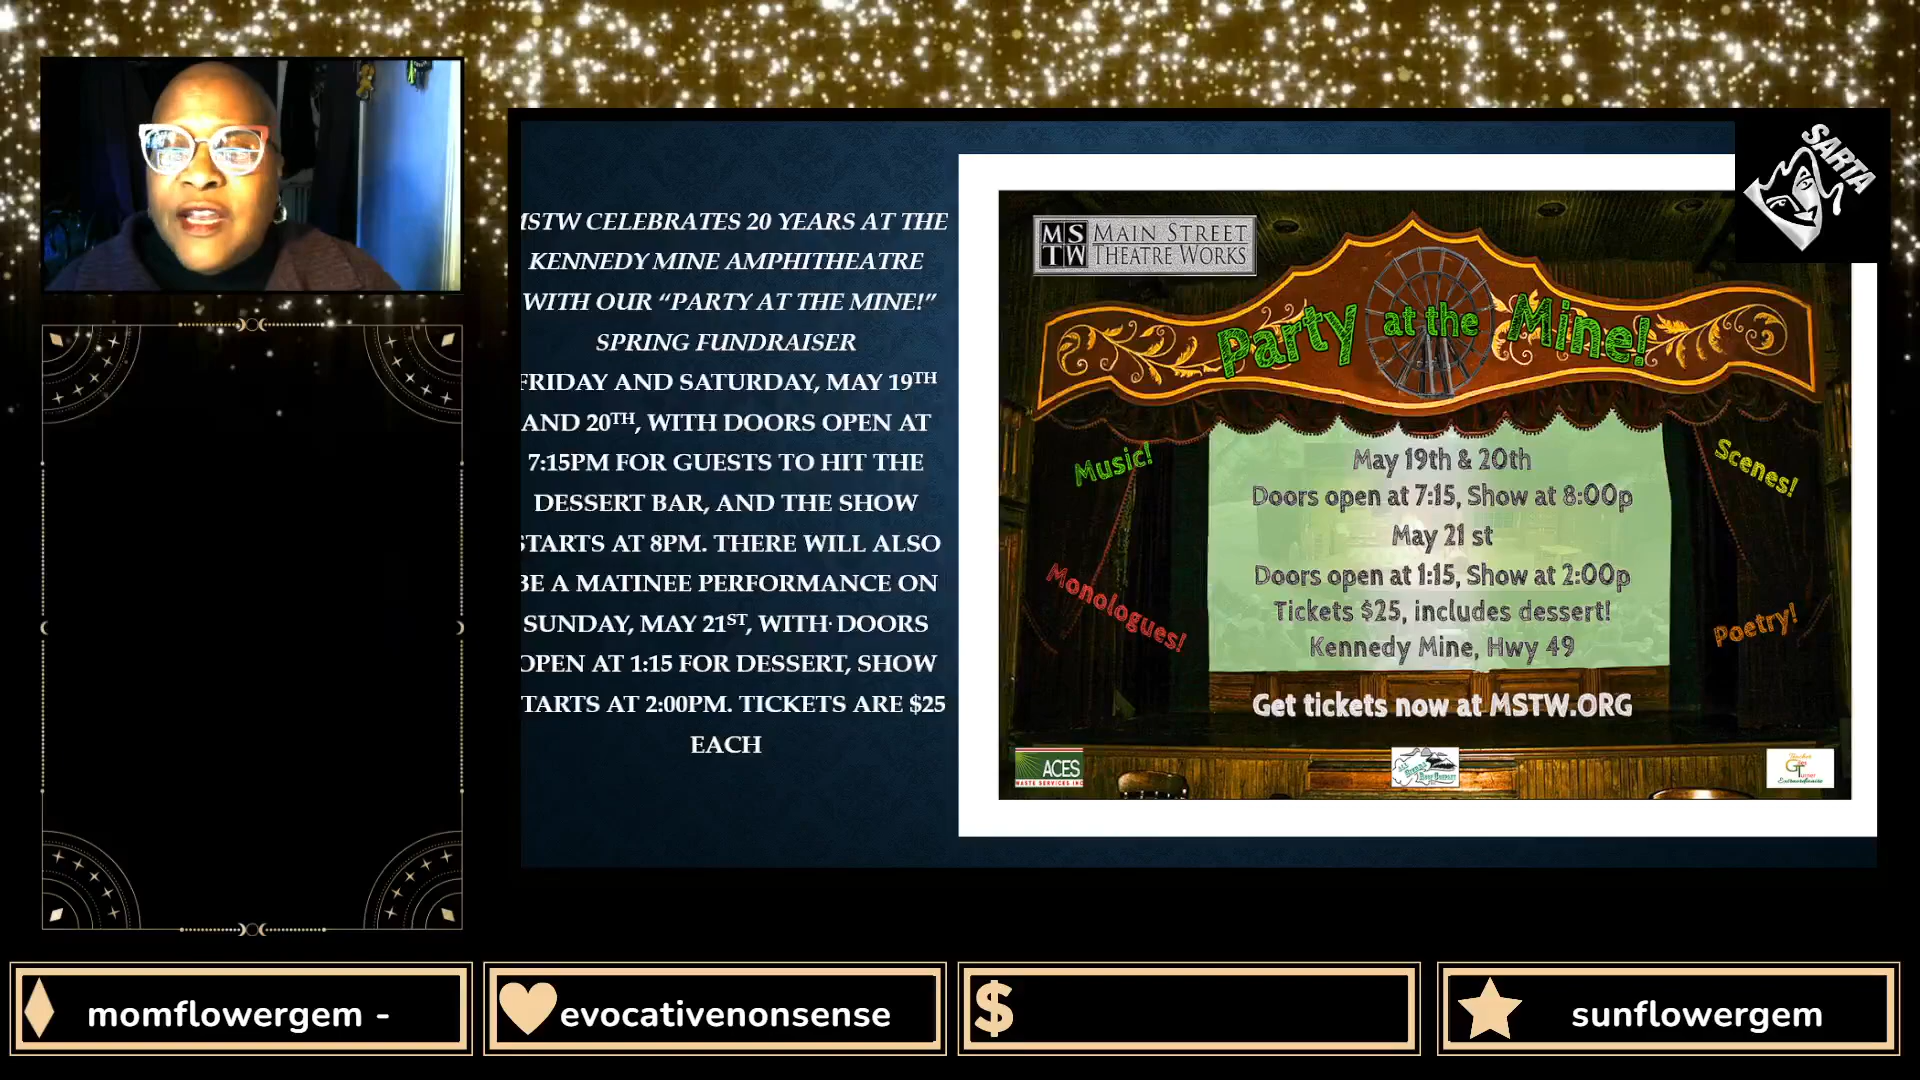 MSTW CELEBRATES 20 YEARS AT THE
KENNEDY MINE AMPHITHEATRE
WITH OUR “PARTY AT THE MINE!”
SPRING FUNDRAISER
FRIDAY AND SATURDAY, MAY 19TH
AND 20TH, WITH DOORS OPEN AT
7:15PM FOR GUESTS TO HIT THE
DESSERT BAR, AND THE SHOW
STARTS AT 8PM. THERE WILL ALSO
BE A MATINEE PERFORMANCE ON
SUNDAY, MAY 21ST, WITH DOORS
OPEN AT 1:15 FOR DESSERT, SHOW
TARTS AT 2:00PM. TICKETS ARE $25
EACH
SARTA
MS
TW
MAIN STREET
THEATRE WORKS
Party at the Mine!
Music!
Scenes!
Monologues!
Poetry!
May 19th & 20th
Doors open at 7:15, Show at 8:00p
May 21 st
Doors open at 1:15, Show at 2:00p
Tickets $25, includes dessert!
Kennedy Mine, Hwy 49
Get tickets now at MSTW.ORG
ACES
WASTE SERVICES INC
momflowergem -
evocativenonsense
$
sunflowergem